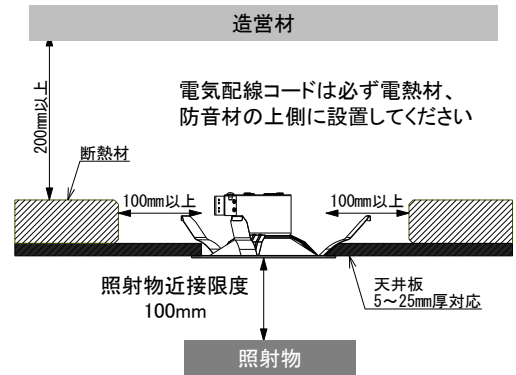 造営材
電気配線コードは必ず電熱材、
防音材の上側に設置してください
200mm以上
断熱材
100mm以上
100mm以上
照射物近接限度
100mm
天井板
5～25mm厚対応
照射物